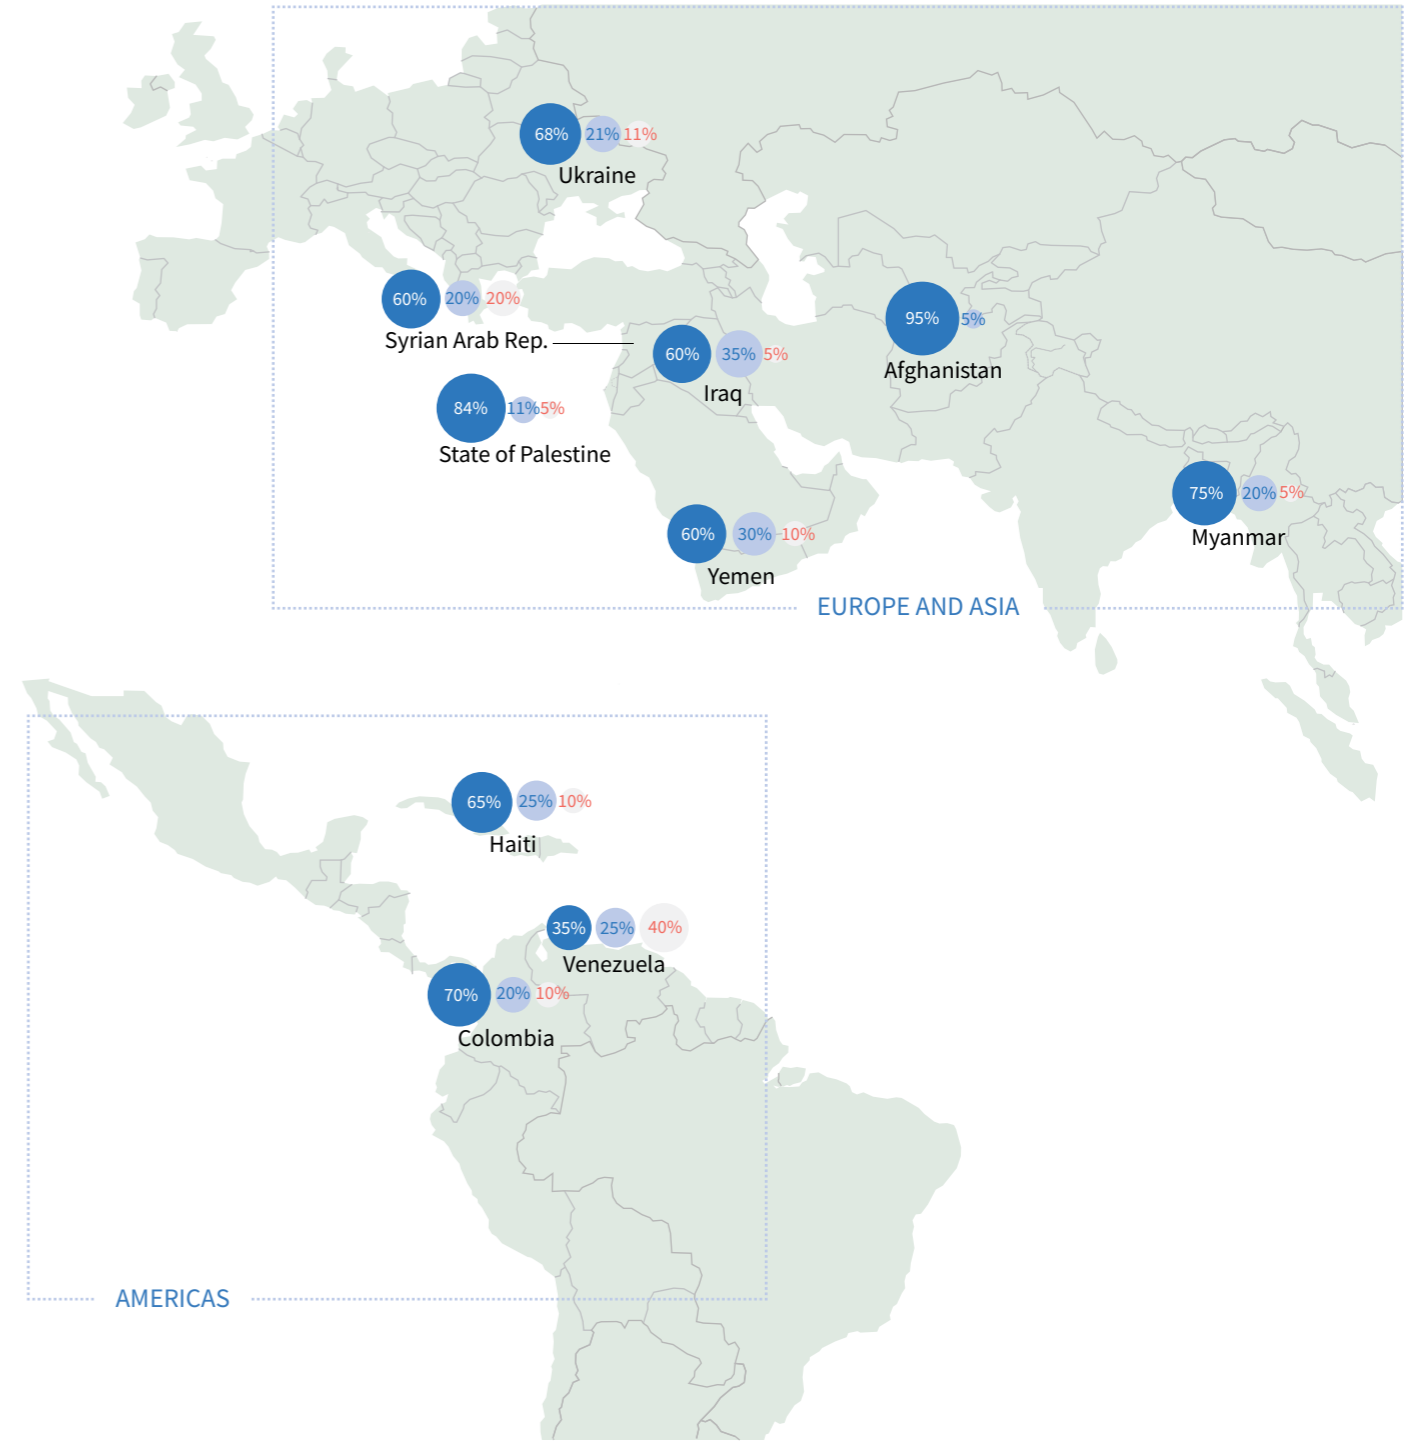 68% 21% 11%
Ukraine
60% 20% 20%
Syrian Arab Rep.
60% 35% 5%
Iraq
95% 5%
Afghanistan
84% 11% 5%
State of Palestine
75% 20% 5%
Myanmar
60% 30% 10%
Yemen
EUROPE AND ASIA
65% 25% 10%
Haiti
35% 25% 40%
Venezuela
70% 20% 10%
Colombia
AMERICAS